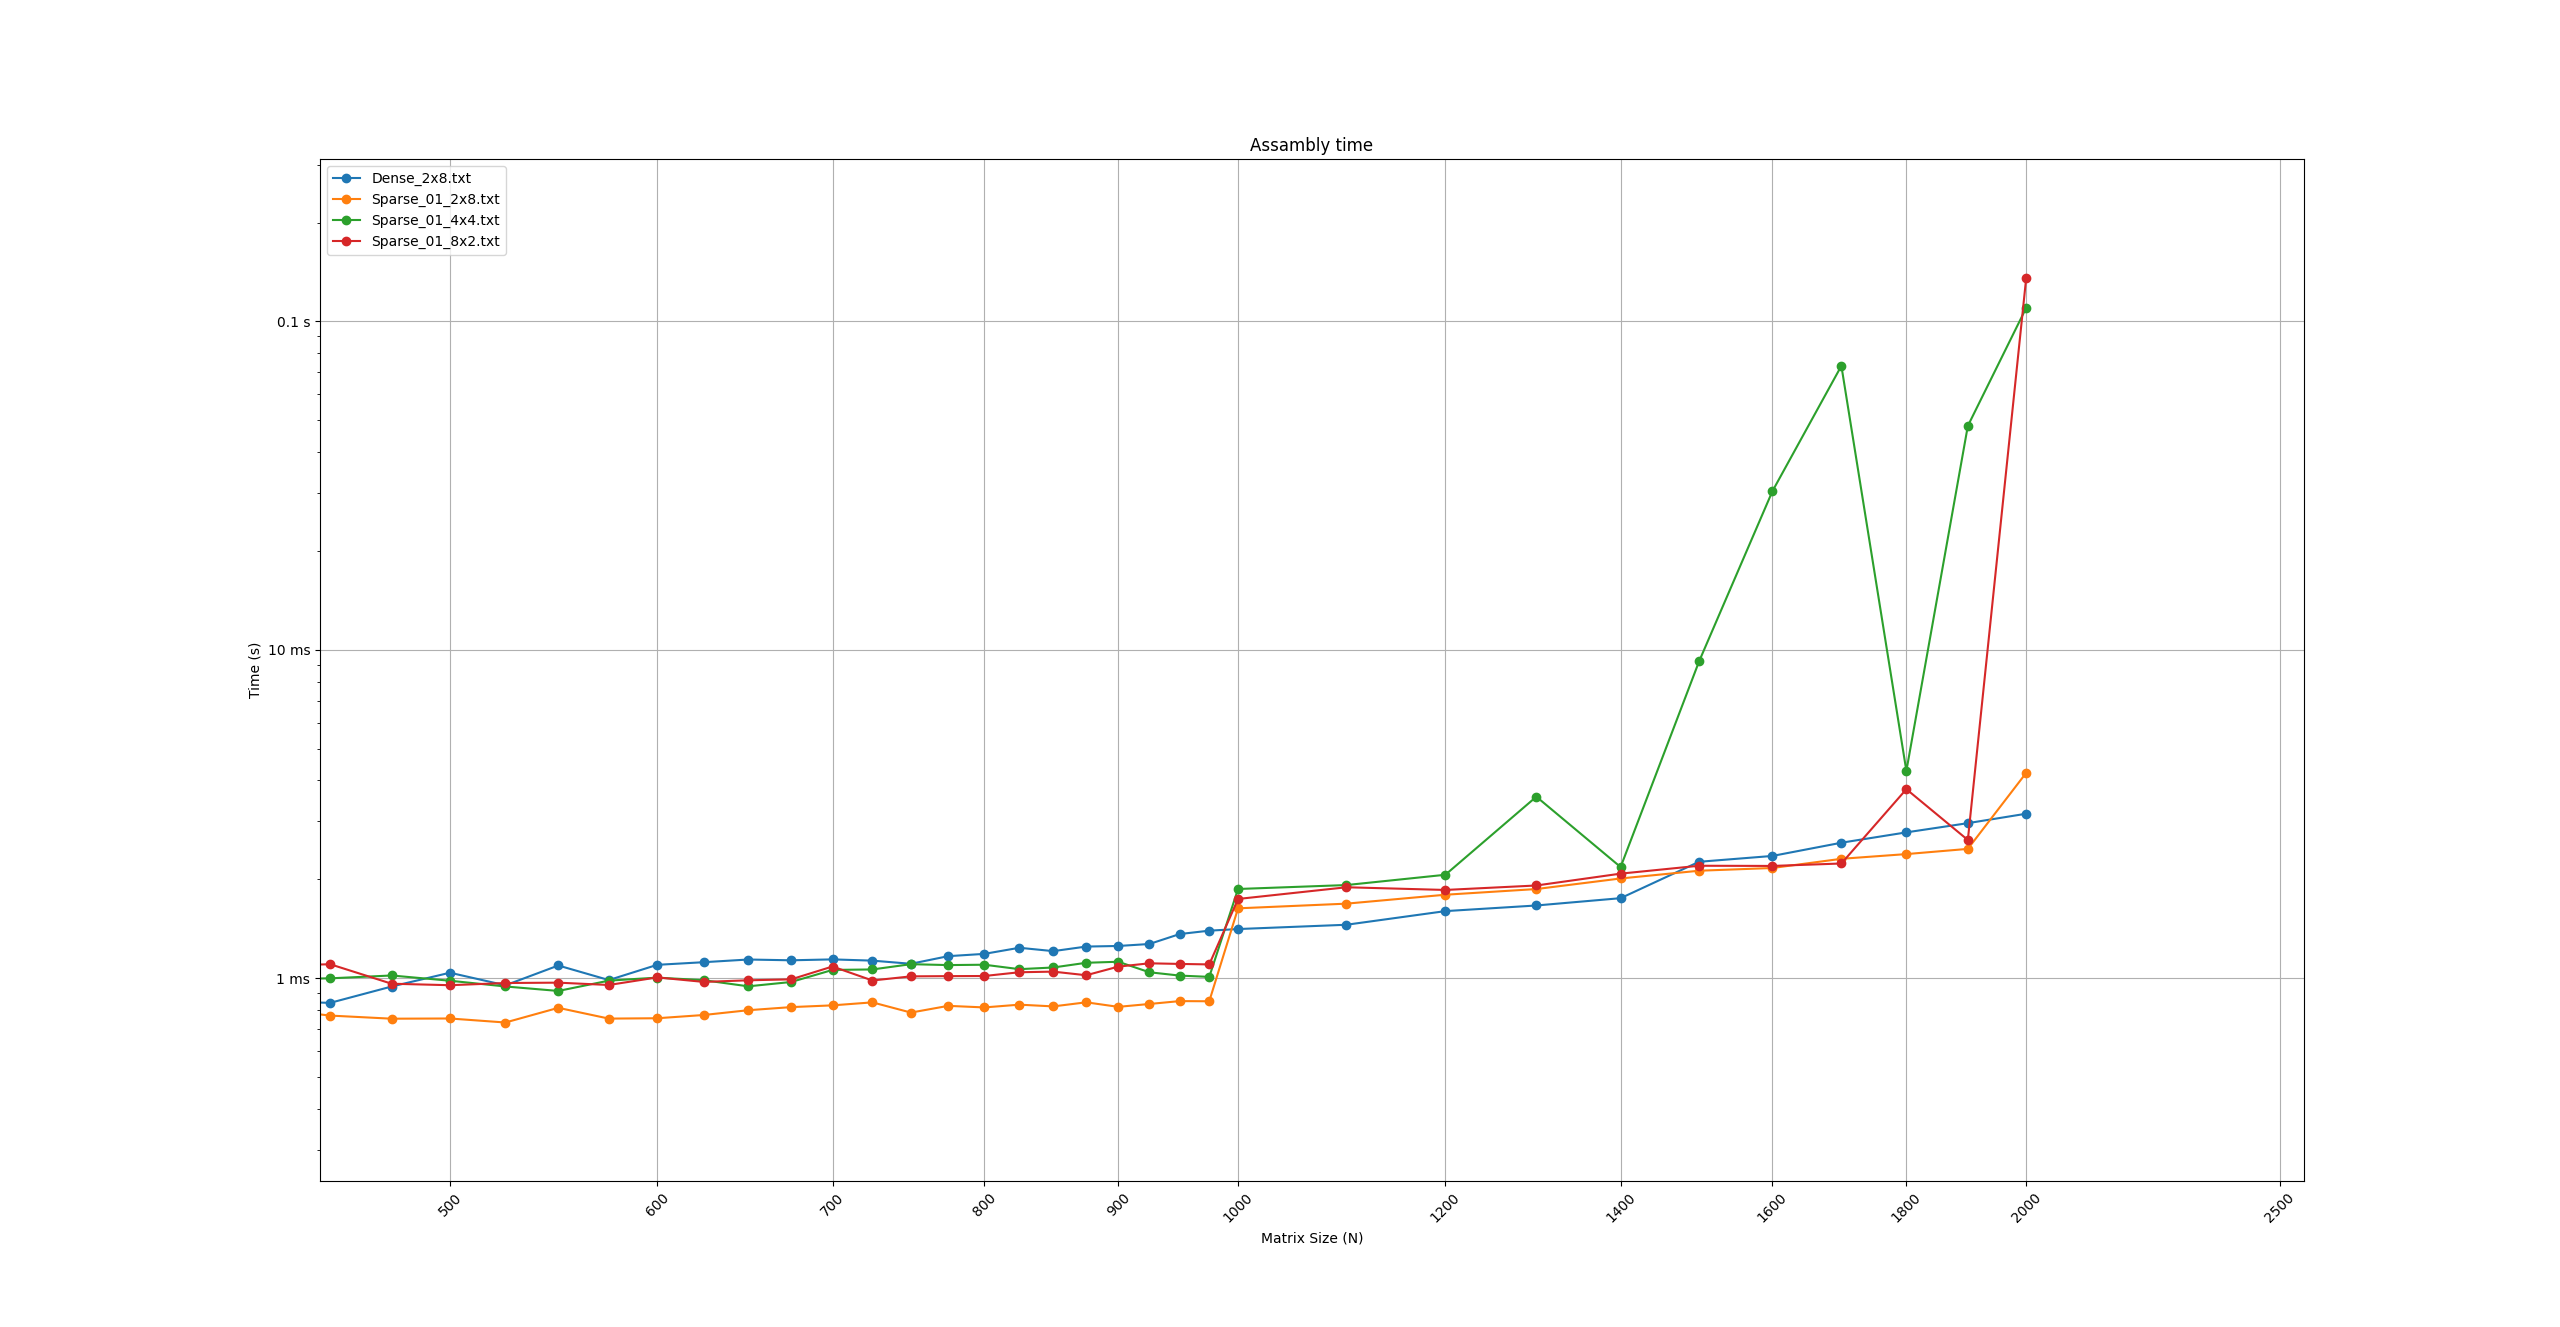 Assambly time
Dense_2x8.txt
Sparse_01_2x8.txt
Sparse_01_4x4.txt
Sparse_01_8x2.txt
0.1 s
10 ms
1 ms
Time (s)
500
600
700
800
900
1000
1200
1400
1600
1800
2000
2500
Matrix Size (N)